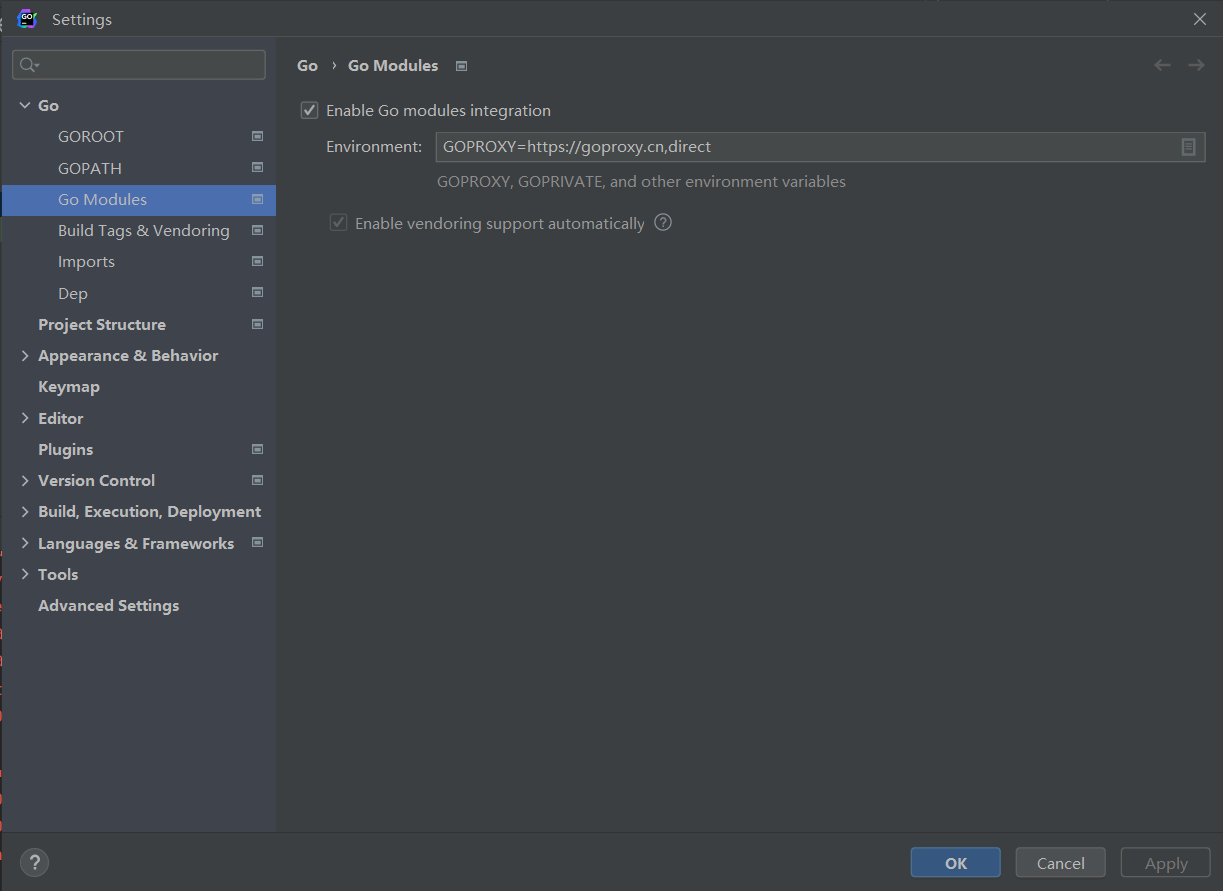 Settings
Go
GOROOT
GOPATH
Go Modules
Build Tags & Vendoring
Imports
Dep
Project Structure
Appearance & Behavior
Keymap
Editor
Plugins
Version Control
Build, Execution, Deployment
Languages & Frameworks
Tools
Advanced Settings
Go › Go Modules
Enable Go modules integration
Environment: GOPROXY=https://goproxy.cn,direct
GOPROXY, GOPRIVATE, and other environment variables
Enable vendoring support automatically ?
? OK Cancel Apply